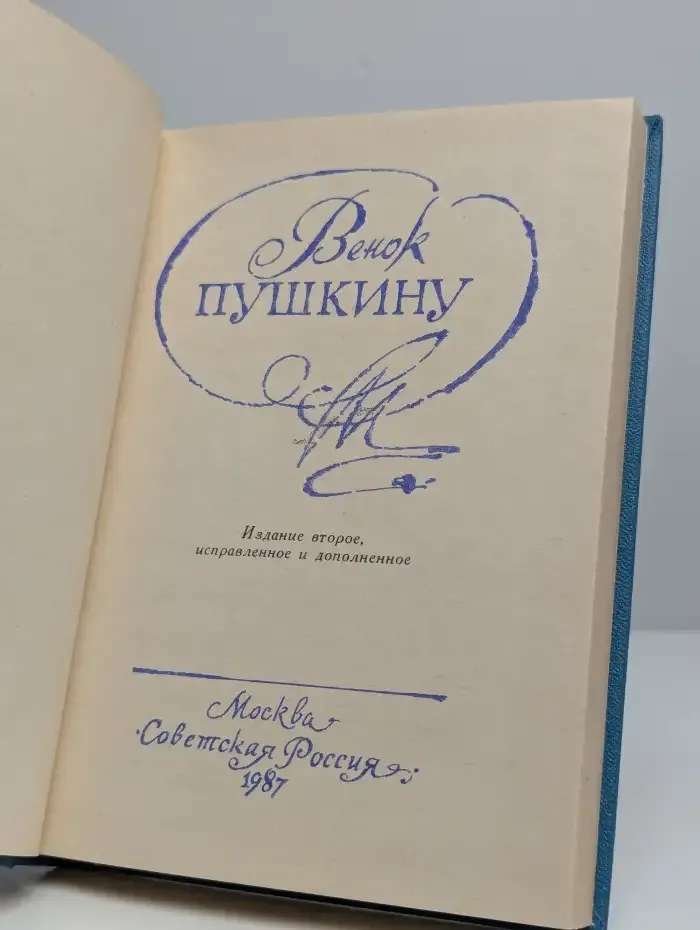 Венок
ПУШКИНУ
Издание второе,
исправленное и дополненное
Москва
·Советская Россия·
1987